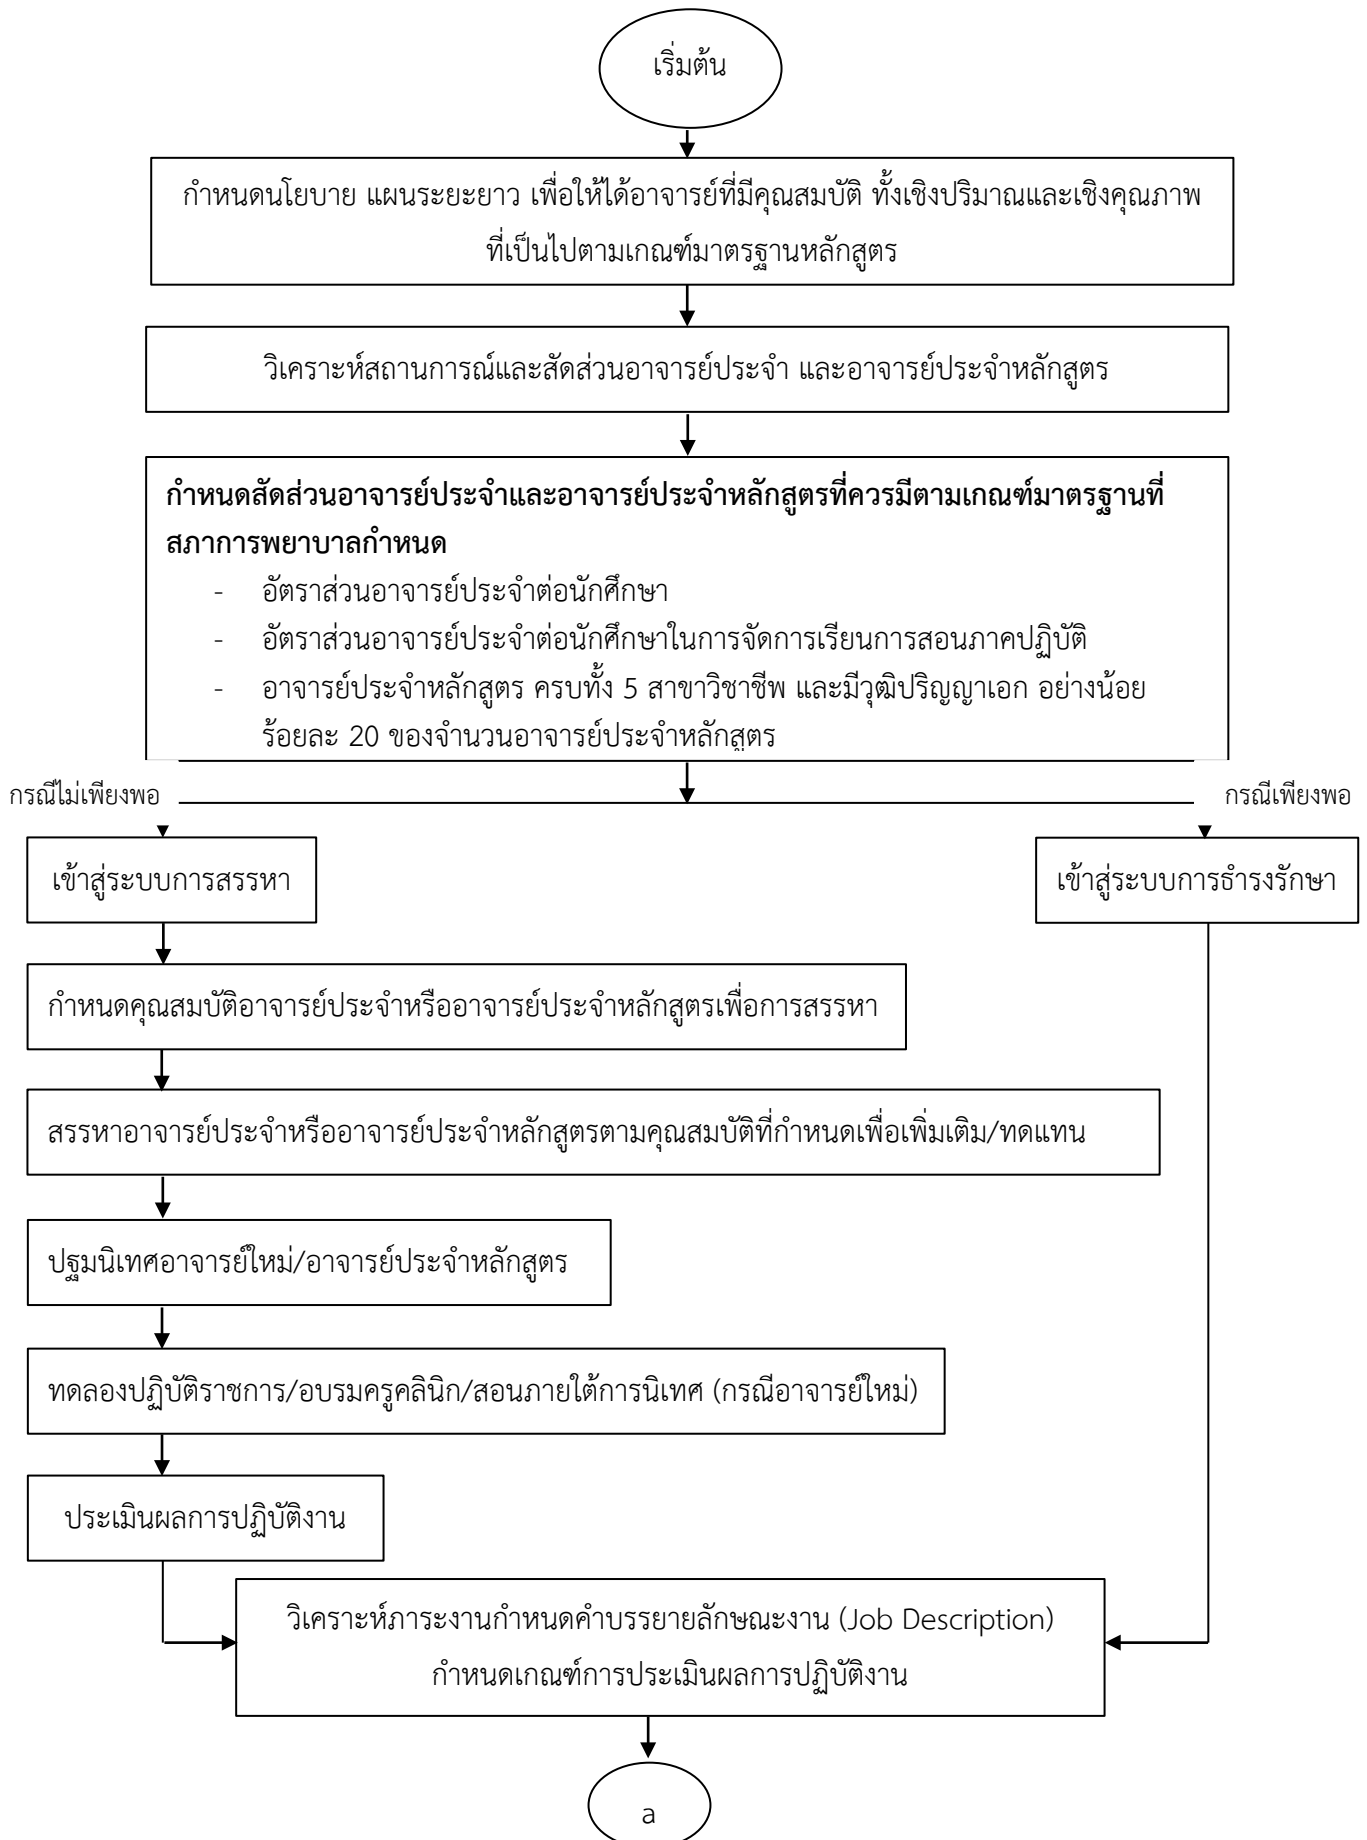 เริ่มต้น
กำหนดนโยบาย แผนระยะยาว เพื่อให้ได้อาจารย์ที่มีคุณสมบัติ ทั้งเชิงปริมาณและเชิงคุณภาพ
ที่เป็นไปตามเกณฑ์มาตรฐานหลักสูตร
วิเคราะห์สถานการณ์และสัดส่วนอาจารย์ประจำ และอาจารย์ประจำหลักสูตร
กำหนดสัดส่วนอาจารย์ประจำและอาจารย์ประจำหลักสูตรที่ควรมีตามเกณฑ์มาตรฐานที่
สภาการพยาบาลกำหนด
- อัตราส่วนอาจารย์ประจำต่อนักศึกษา
- อัตราส่วนอาจารย์ประจำต่อนักศึกษาในการจัดการเรียนการสอนภาคปฏิบัติ
- อาจารย์ประจำหลักสูตร ครบทั้ง 5 สาขาวิชาชีพ และมีวุฒิปริญญาเอก อย่างน้อย
ร้อยละ 20 ของจำนวนอาจารย์ประจำหลักสูตร
กรณีไม่เพียงพอ
กรณีเพียงพอ
เข้าสู่ระบบการสรรหา
เข้าสู่ระบบการธำรงรักษา
กำหนดคุณสมบัติอาจารย์ประจำหรืออาจารย์ประจำหลักสูตรเพื่อการสรรหา
สรรหาอาจารย์ประจำหรืออาจารย์ประจำหลักสูตรตามคุณสมบัติที่กำหนดเพื่อเพิ่มเติม/ทดแทน
ปฐมนิเทศอาจารย์ใหม่/อาจารย์ประจำหลักสูตร
ทดลองปฏิบัติราชการ/อบรมครูคลินิก/สอนภายใต้การนิเทศ (กรณีอาจารย์ใหม่)
ประเมินผลการปฏิบัติงาน
วิเคราะห์ภาระงานกำหนดคำบรรยายลักษณะงาน (Job Description)
กำหนดเกณฑ์การประเมินผลการปฏิบัติงาน
a